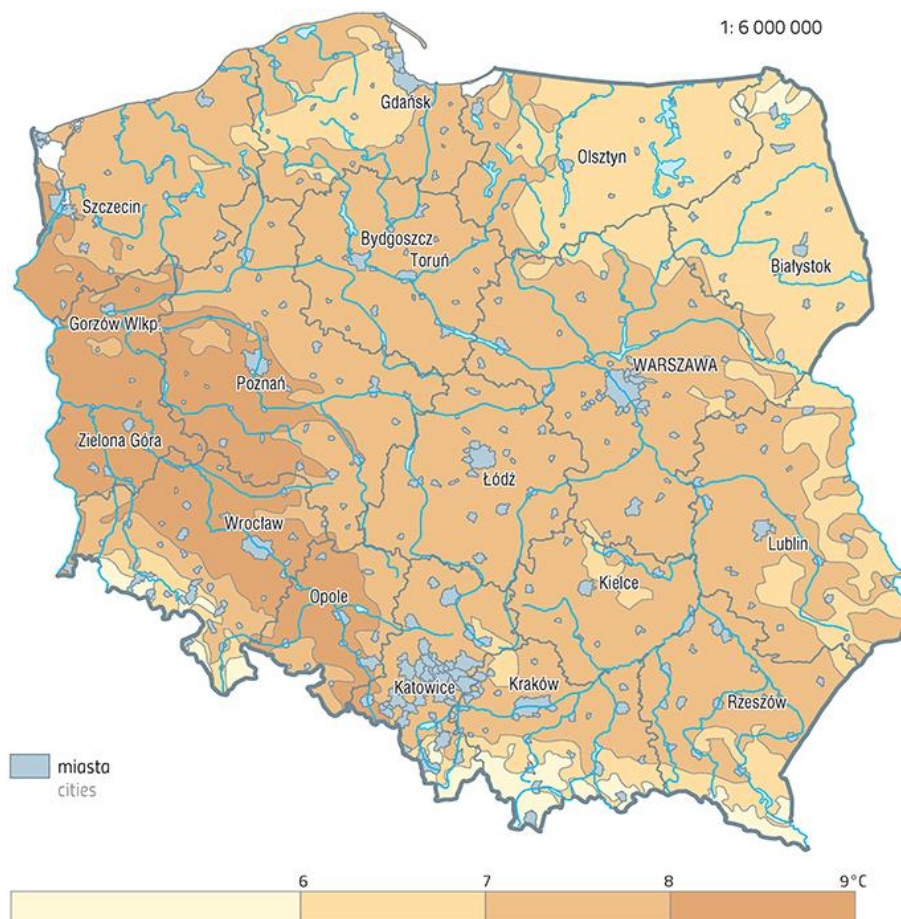 1: 6 000 000
Gdańsk
Olsztyn
Szczecin
Bydgoszcz
Toruń
Białystok
Gorzów Wlkp.
Poznań
WARSZAWA
Zielona Góra
Łódź
Wrocław
Lublin
Opole
Kielce
Katowice
Kraków
Rzeszów
miasta
cities
6 7 8 9°C